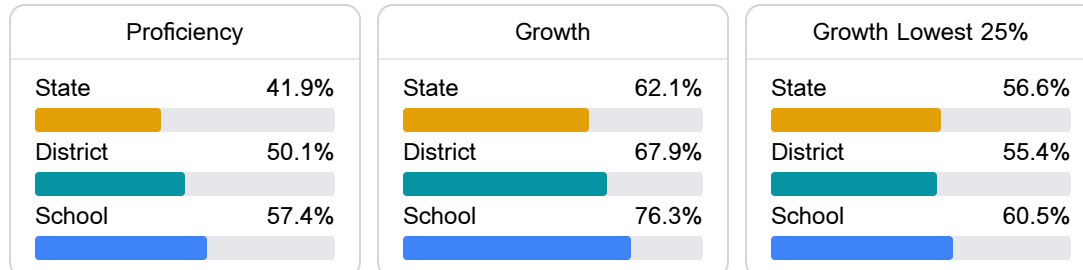 Proficiency
State 41.9%
District 50.1%
School 57.4%
Growth
State 62.1%
District 67.9%
School 76.3%
Growth Lowest 25%
State 56.6%
District 55.4%
School 60.5%